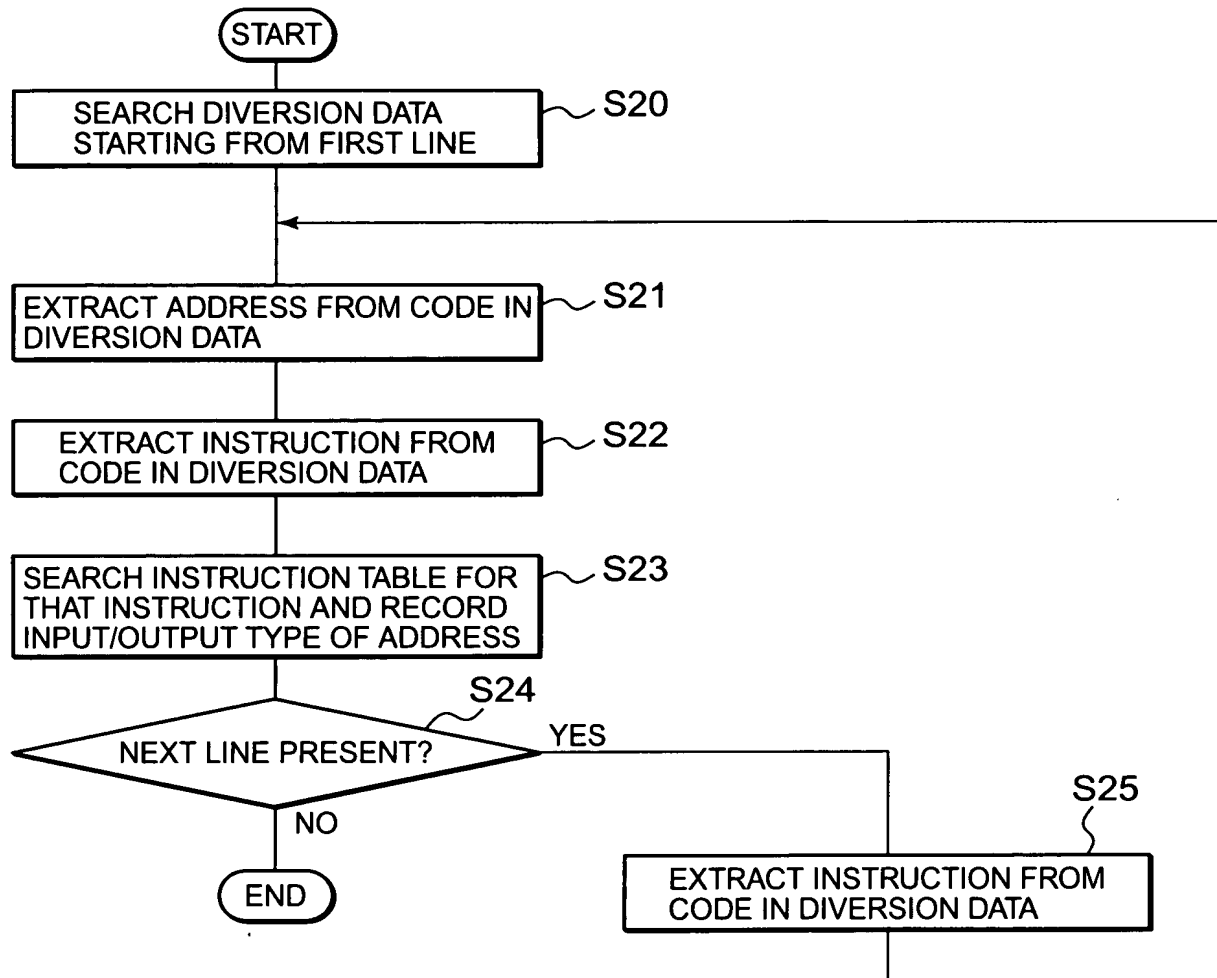 START
SEARCH DIVERSION DATA
STARTING FROM FIRST LINE
S20
EXTRACT ADDRESS FROM CODE IN
DIVERSION DATA
S21
EXTRACT INSTRUCTION FROM
CODE IN DIVERSION DATA
S22
SEARCH INSTRUCTION TABLE FOR
THAT INSTRUCTION AND RECORD
INPUT/OUTPUT TYPE OF ADDRESS
S23
S24
NEXT LINE PRESENT?
YES
NO
END
S25
EXTRACT INSTRUCTION FROM
CODE IN DIVERSION DATA